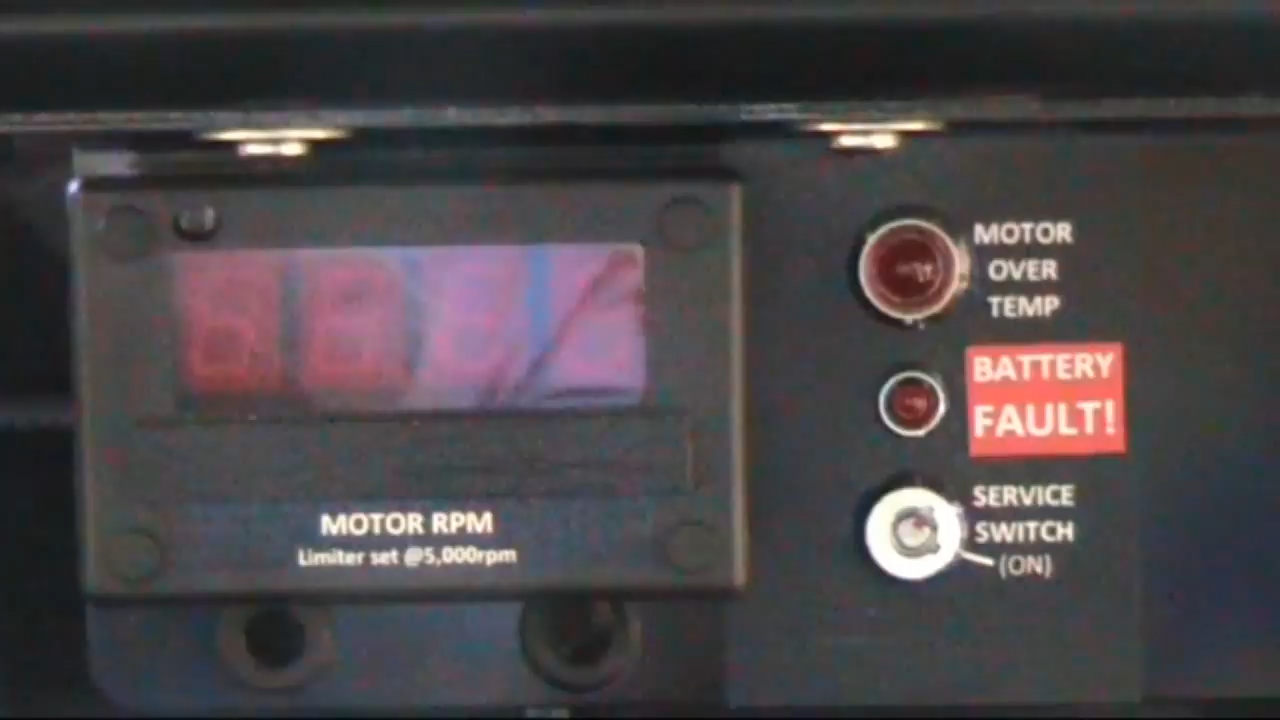 MOTOR RPM
Limiter set @5,000rpm
MOTOR
OVER
TEMP
BATTERY
FAULT!
SERVICE
SWITCH
(ON)